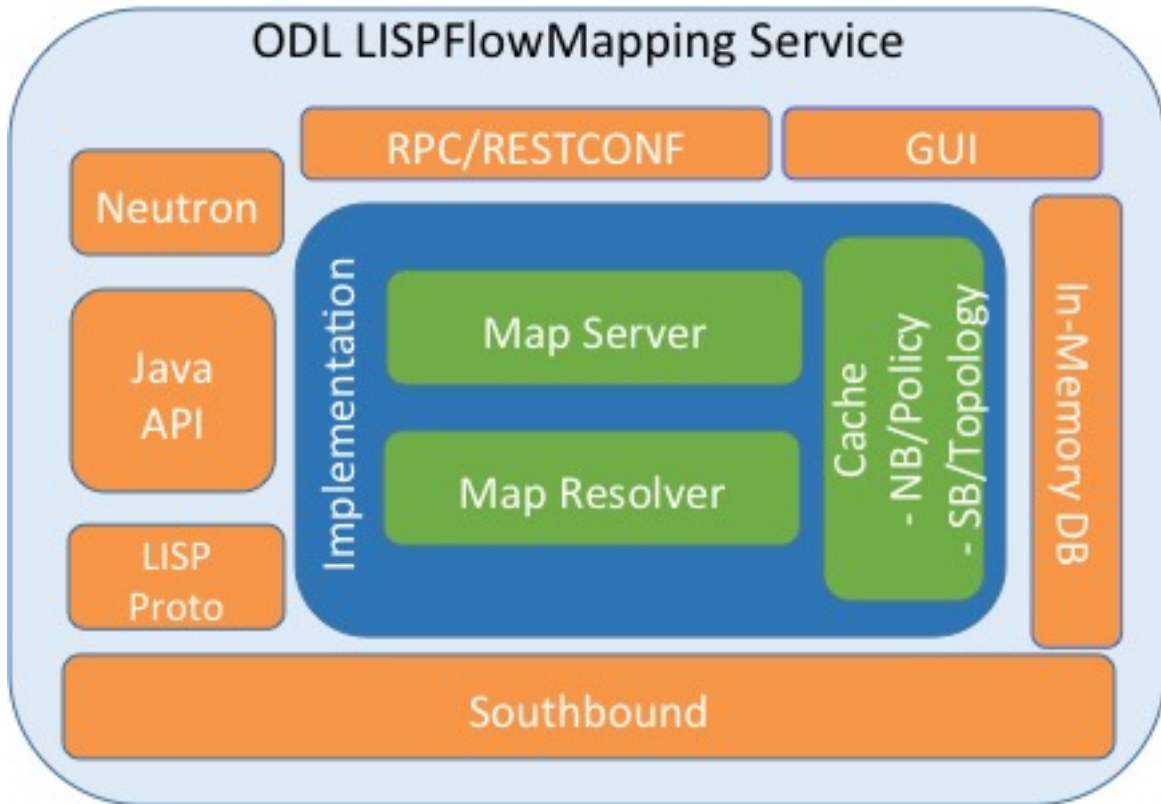 ODL LISPFlowMapping Service
RPC/RESTCONF
GUI
Neutron
Java
API
LISP
Proto
Implementation
Map Server
Map Resolver
Cache
- NB/Policy
- SB/Topology
In-Memory DB
Southbound